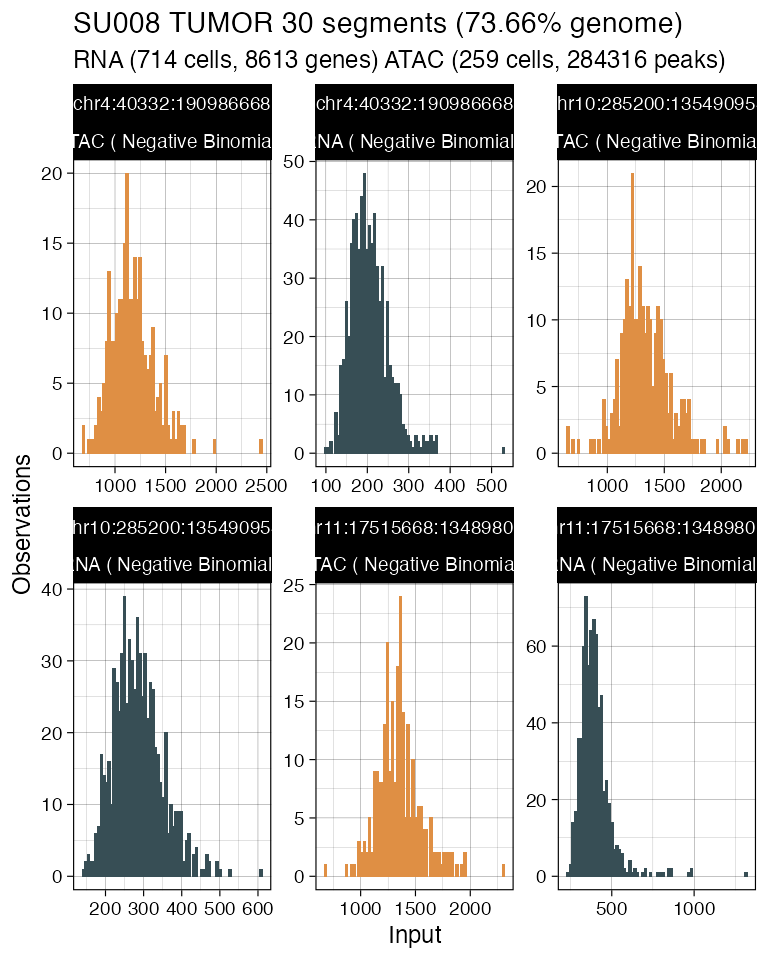 SU008 TUMOR 30 segments (73.66% genome)
RNA (714 cells, 8613 genes) ATAC (259 cells, 284316 peaks)
chr4:40332:190986668
TAC ( Negative Binomia
chr4:40332:190986668
NA ( Negative Binomial
hr10:285200:13549095
TAC ( Negative Binomia
20
15
10
5
0
1000 1500 2000 2500
50
40
30
20
10
0
100 200 300 400 500
20
15
10
5
0
1000 1500 2000
Observations
hr10:285200:13549095
NA ( Negative Binomial
r11:17515668:1348980
TAC ( Negative Binomia
r11:17515668:1348980
NA ( Negative Binomial
40
30
20
10
0
200 300 400 500 600
25
20
15
10
5
0
1000 1500 2000
60
40
20
0
500 1000
Input